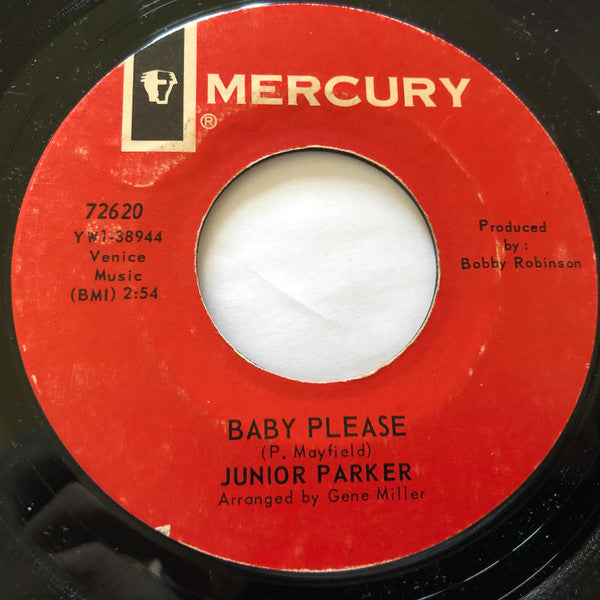 MERCURY
®
72620
YW1-38944
Venice
Music
(BMI) 2:54
Produced
by:
Bobby Robinson
BABY PLEASE
(P. Mayfield)
JUNIOR PARKER
Arranged by Gene Miller